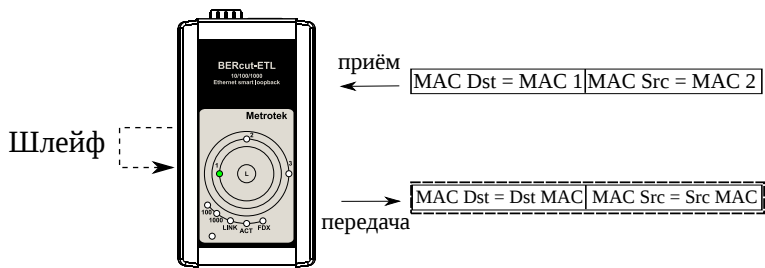 BERcut-ETL
10/100/1000
Ethernet smart loopback
Metrotek
2
1
3
L
100
1000
LINK ACT FDX
Шлейф
приём
MAC Dst = MAC 1 MAC Src = MAC 2
MAC Dst = Dst MAC MAC Src = Src MAC
передача